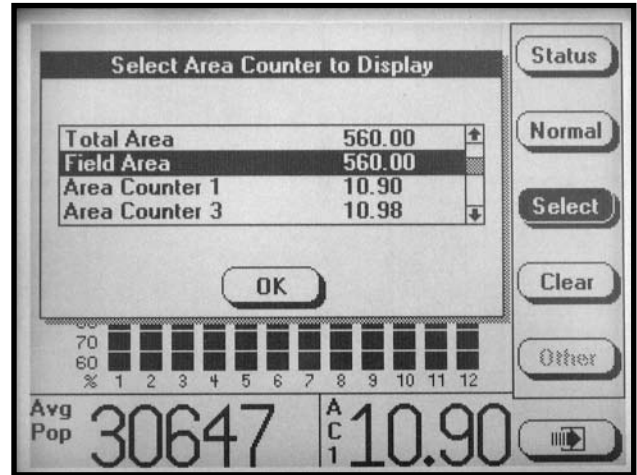 Select Area Counter to Display
Total Area 560.00
Field Area 560.00
Area Counter 1 10.90
Area Counter 3 10.98
OK
Status
Normal
Select
Clear
Other
70
60
% 1 2 3 4 5 6 7 8 9 10 11 12
Avg
Pop 30647
A
C
1 10.90